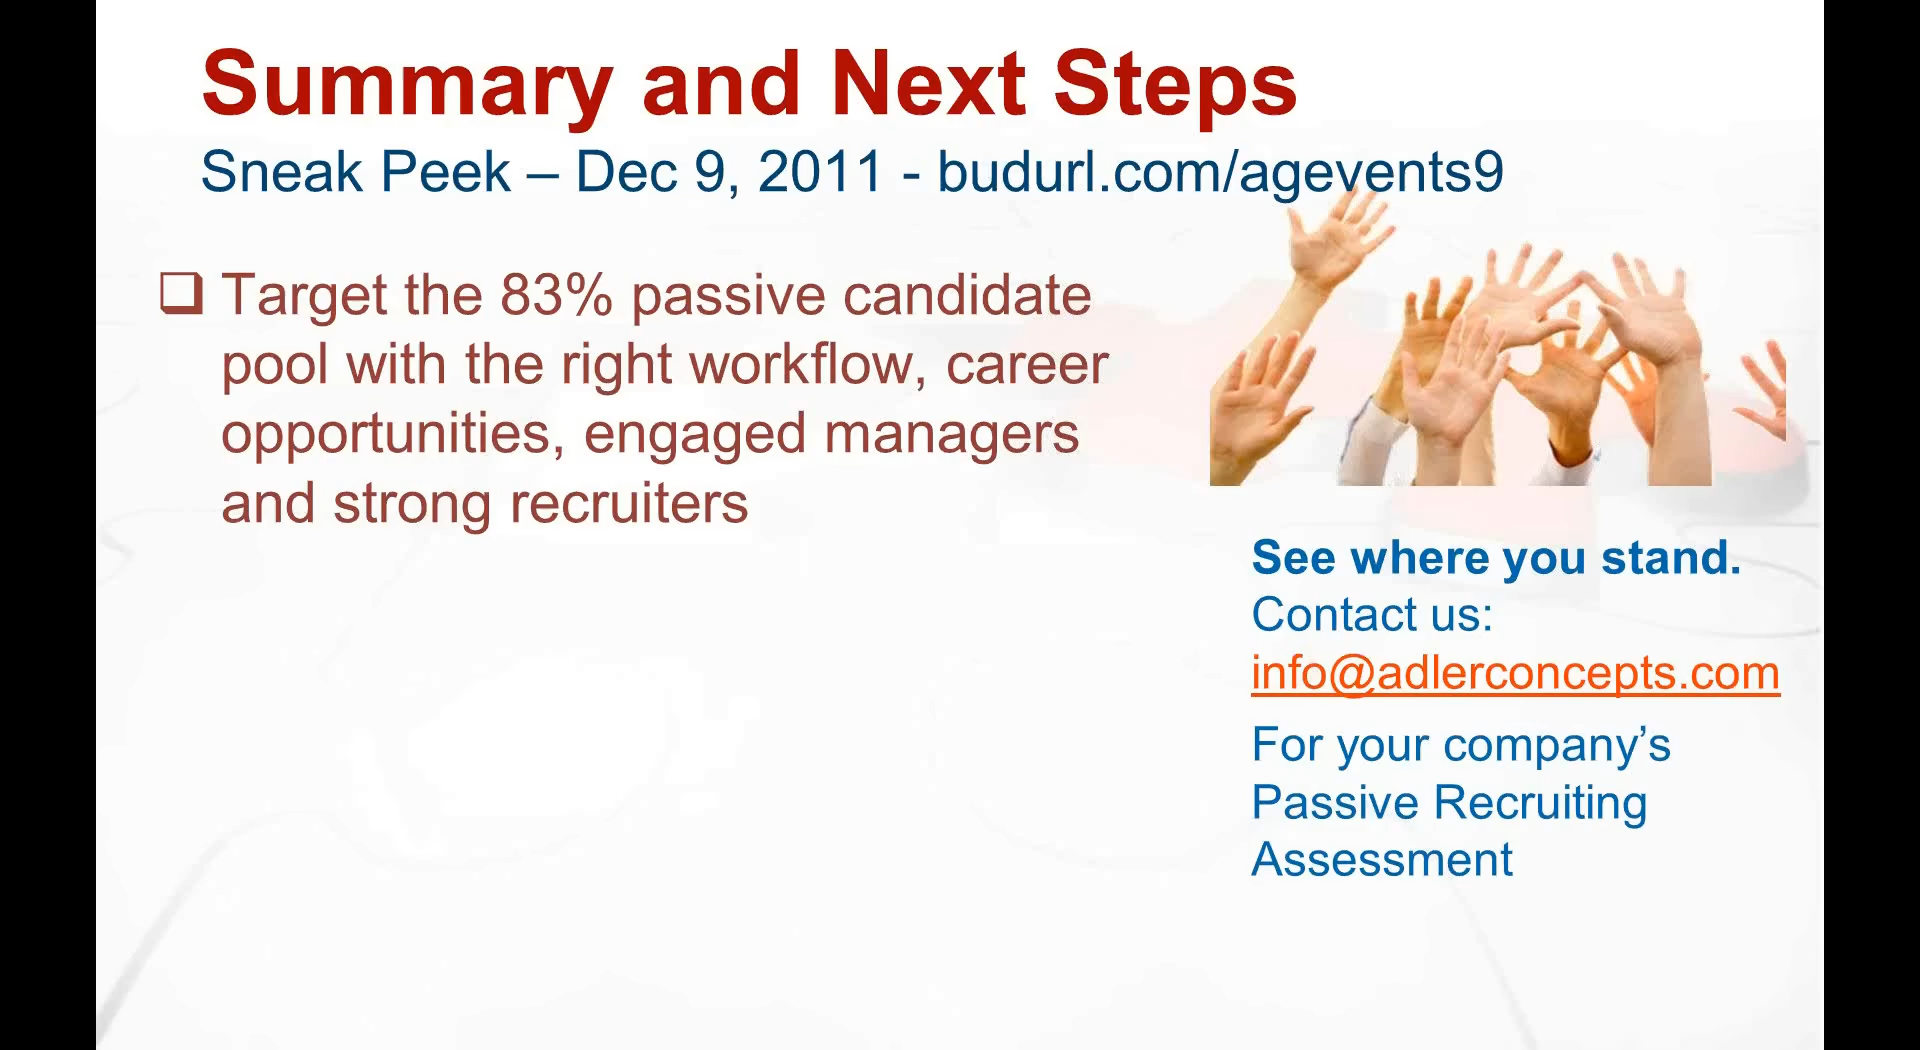 Summary and Next Steps
Sneak Peek – Dec 9, 2011 - budurl.com/agevents9
❑ Target the 83% passive candidate
pool with the right workflow, career
opportunities, engaged managers
and strong recruiters
See where you stand.
Contact us:
info@adlerconcepts.com
For your company’s
Passive Recruiting
Assessment